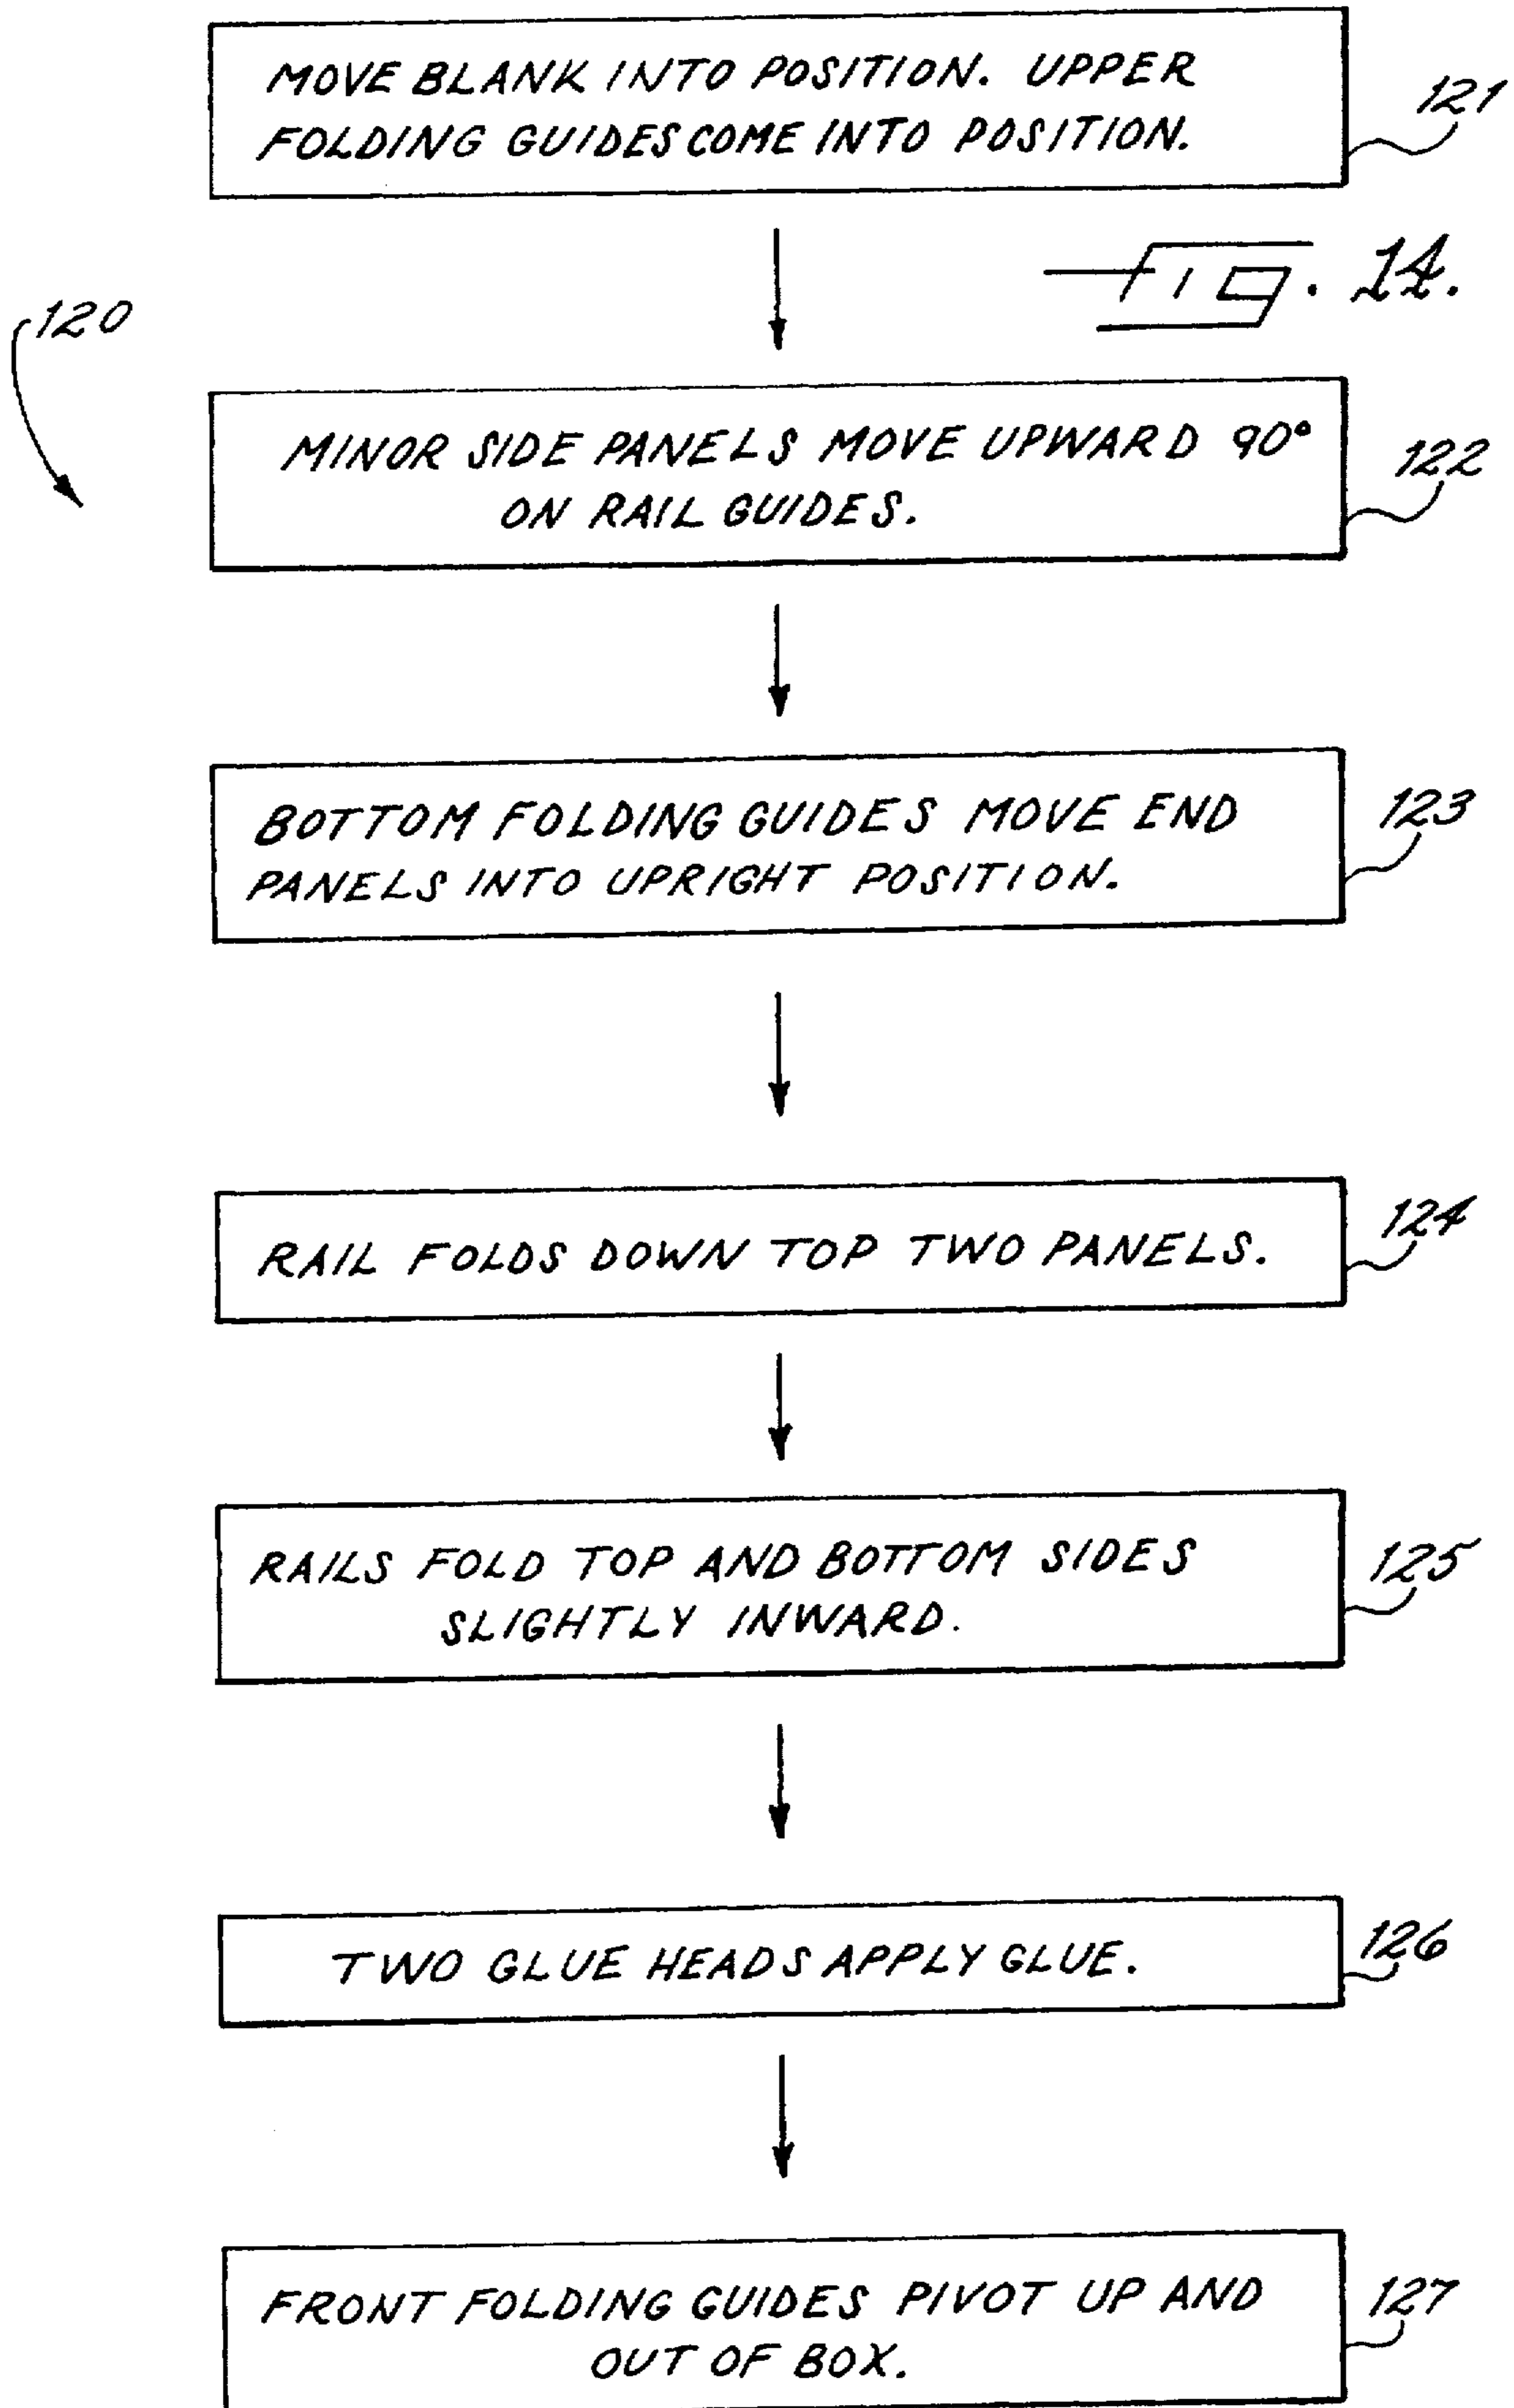 MOVE BLANK INTO POSITION. UPPER
FOLDING GUIDES COME INTO POSITION.
121
Fig. 14.
120
MINOR SIDE PANELS MOVE UPWARD 90°
ON RAIL GUIDES.
122
BOTTOM FOLDING GUIDES MOVE END
PANELS INTO UPRIGHT POSITION.
123
RAIL FOLDS DOWN TOP TWO PANELS.
124
RAILS FOLD TOP AND BOTTOM SIDES
SLIGHTLY INWARD.
125
TWO GLUE HEADS APPLY GLUE.
126
FRONT FOLDING GUIDES PIVOT UP AND
OUT OF BOX.
127